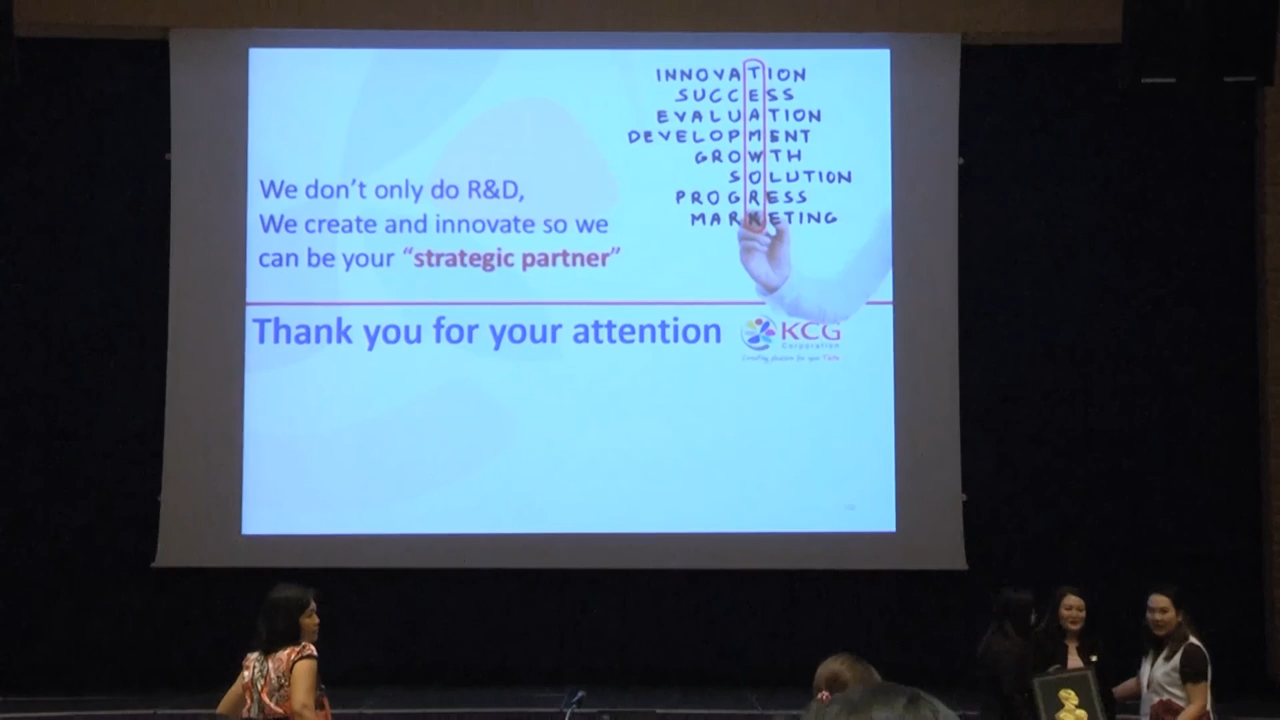 INNOVATION
SUCCESS
EVALUATION
DEVELOPMENT
GROWTH
SOLUTION
PROGRESS
MARKETING
We don't only do R&D,
We create and innovate so we
can be your “strategic partner”
Thank you for your attention
KCG
Corporation